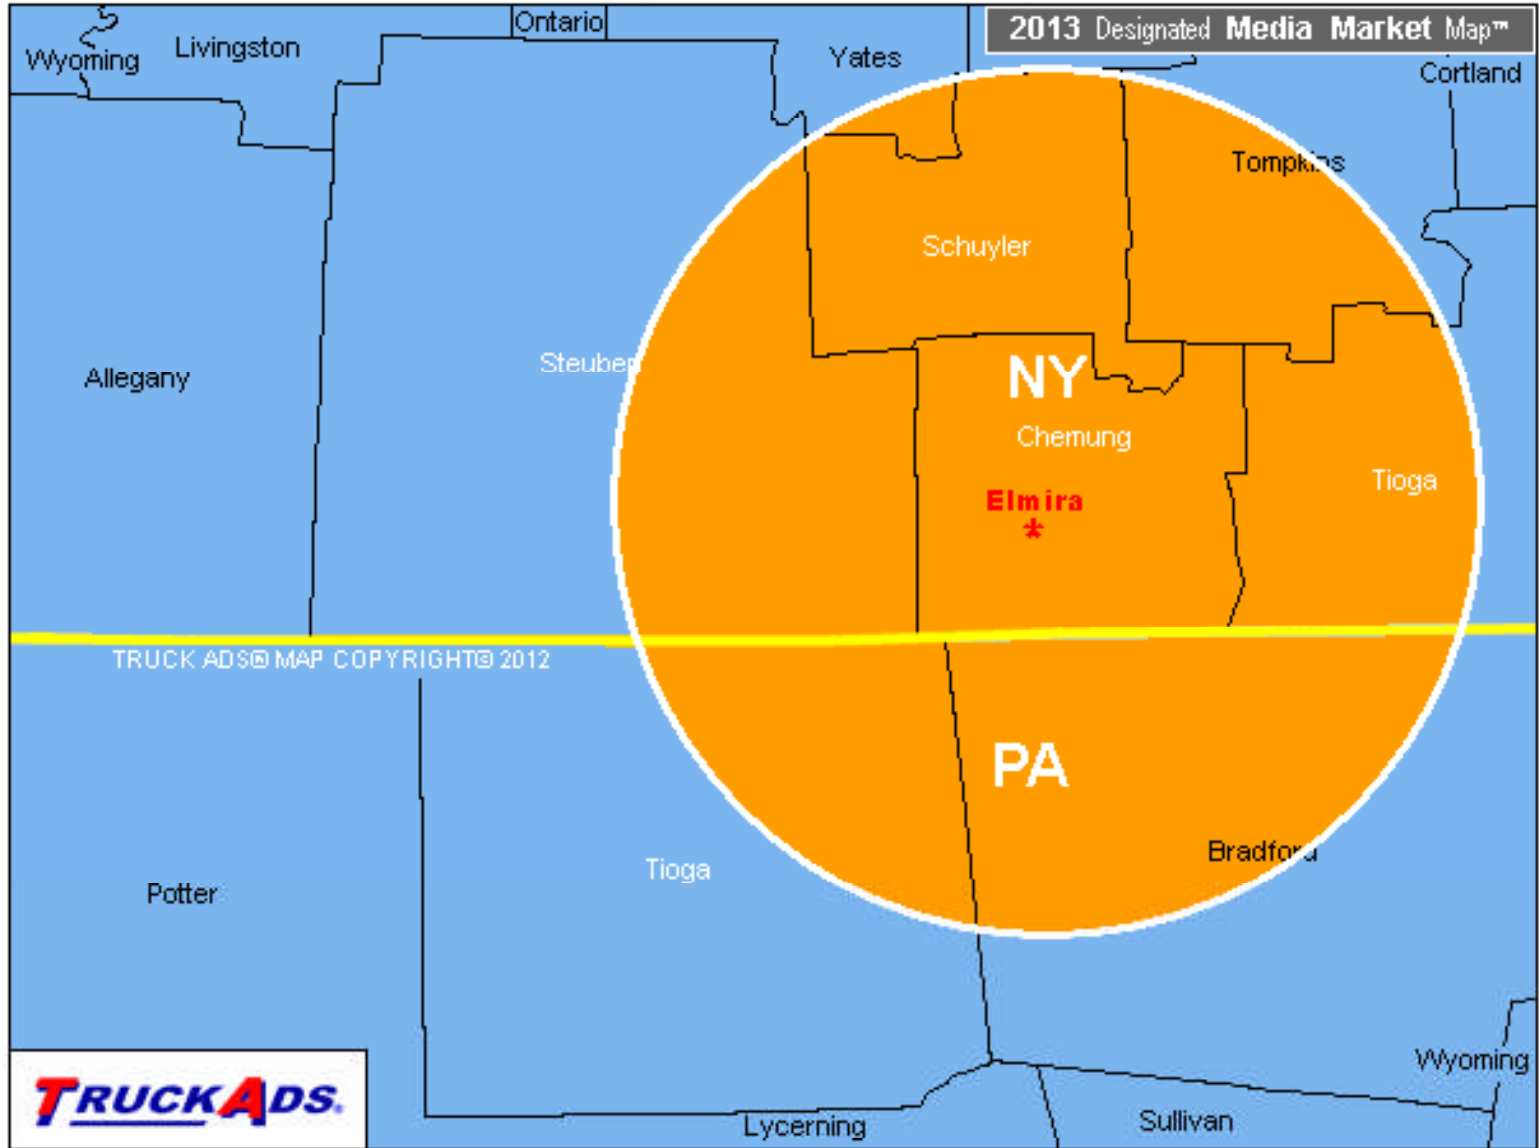 Ontario
2013 Designated Media Market Map™
Livingston
Wyoming
Yates
Cortland
Tompkins
Schuyler
Steuben
NY
Allegany
Chemung
Tioga
Elmira
TRUCK ADS® MAP COPYRIGHT© 2012
PA
Bradford
Tioga
Potter
Wyoming
TRUCKADS.
Lycerning
Sullivan